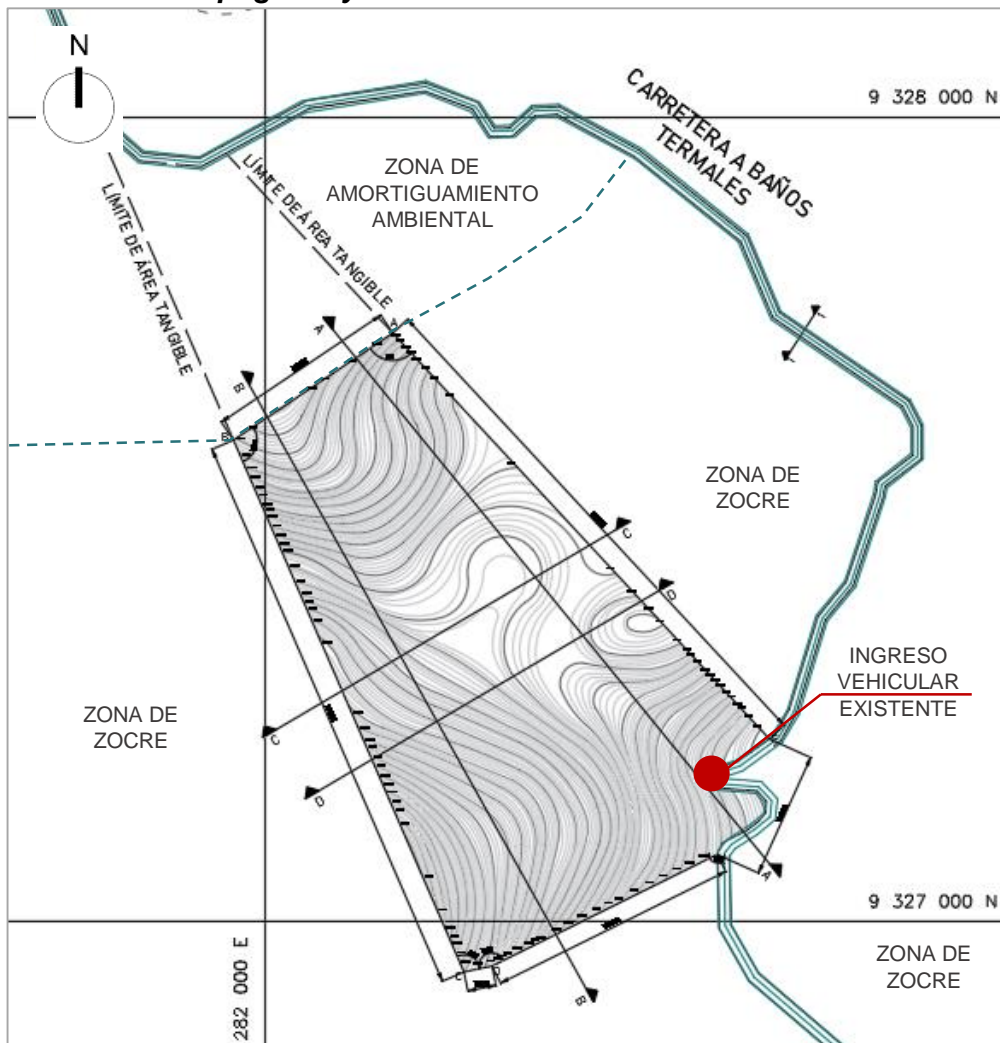 N
9 328 000 N
CARRETERA A BAÑOS
TERMALES
ZONA DE
AMORTIGUAMIENTO
AMBIENTAL
LÍMITE DE ÁREA TANGIBLE
LÍMITE DE ÁREA TANGIBLE
A
A
B
B
ZONA DE
ZOCRE
C
D
INGRESO
VEHICULAR
EXISTENTE
ZONA DE
ZOCRE
C
D
A
9 327 000 N
ZONA DE
ZOCRE
282 000 E
C
D
B